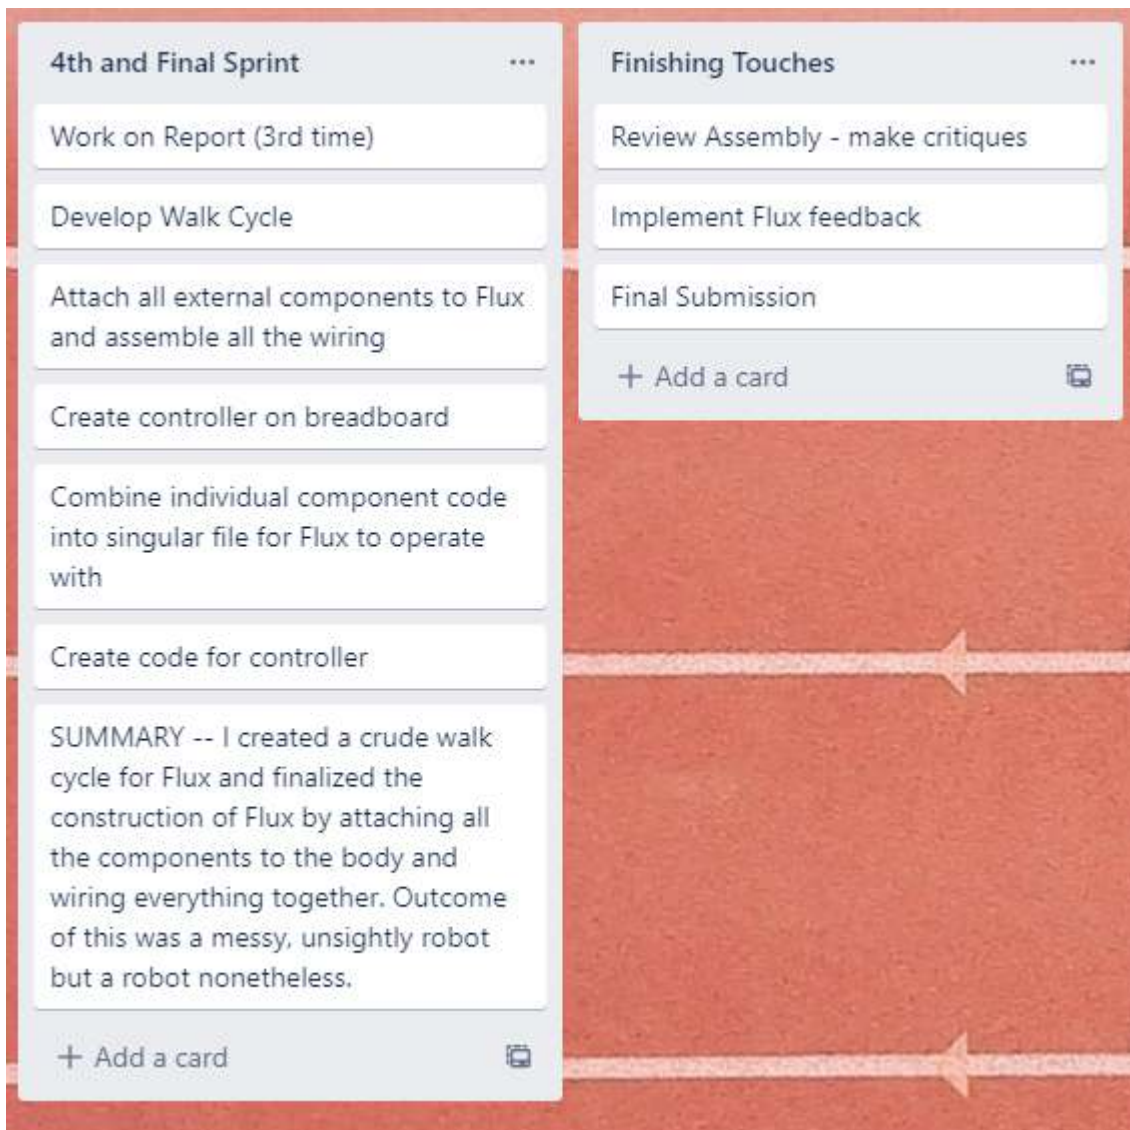 4th and Final Sprint
Work on Report (3rd time)
Develop Walk Cycle
Attach all external components to Flux
and assemble all the wiring
Create controller on breadboard
Combine individual component code
into singular file for Flux to operate
with
Create code for controller
SUMMARY -- I created a crude walk
cycle for Flux and finalized the
construction of Flux by attaching all
the components to the body and
wiring everything together. Outcome
of this was a messy, unsightly robot
but a robot nonetheless.
+ Add a card
Finishing Touches
Review Assembly - make critiques
Implement Flux feedback
Final Submission
+ Add a card